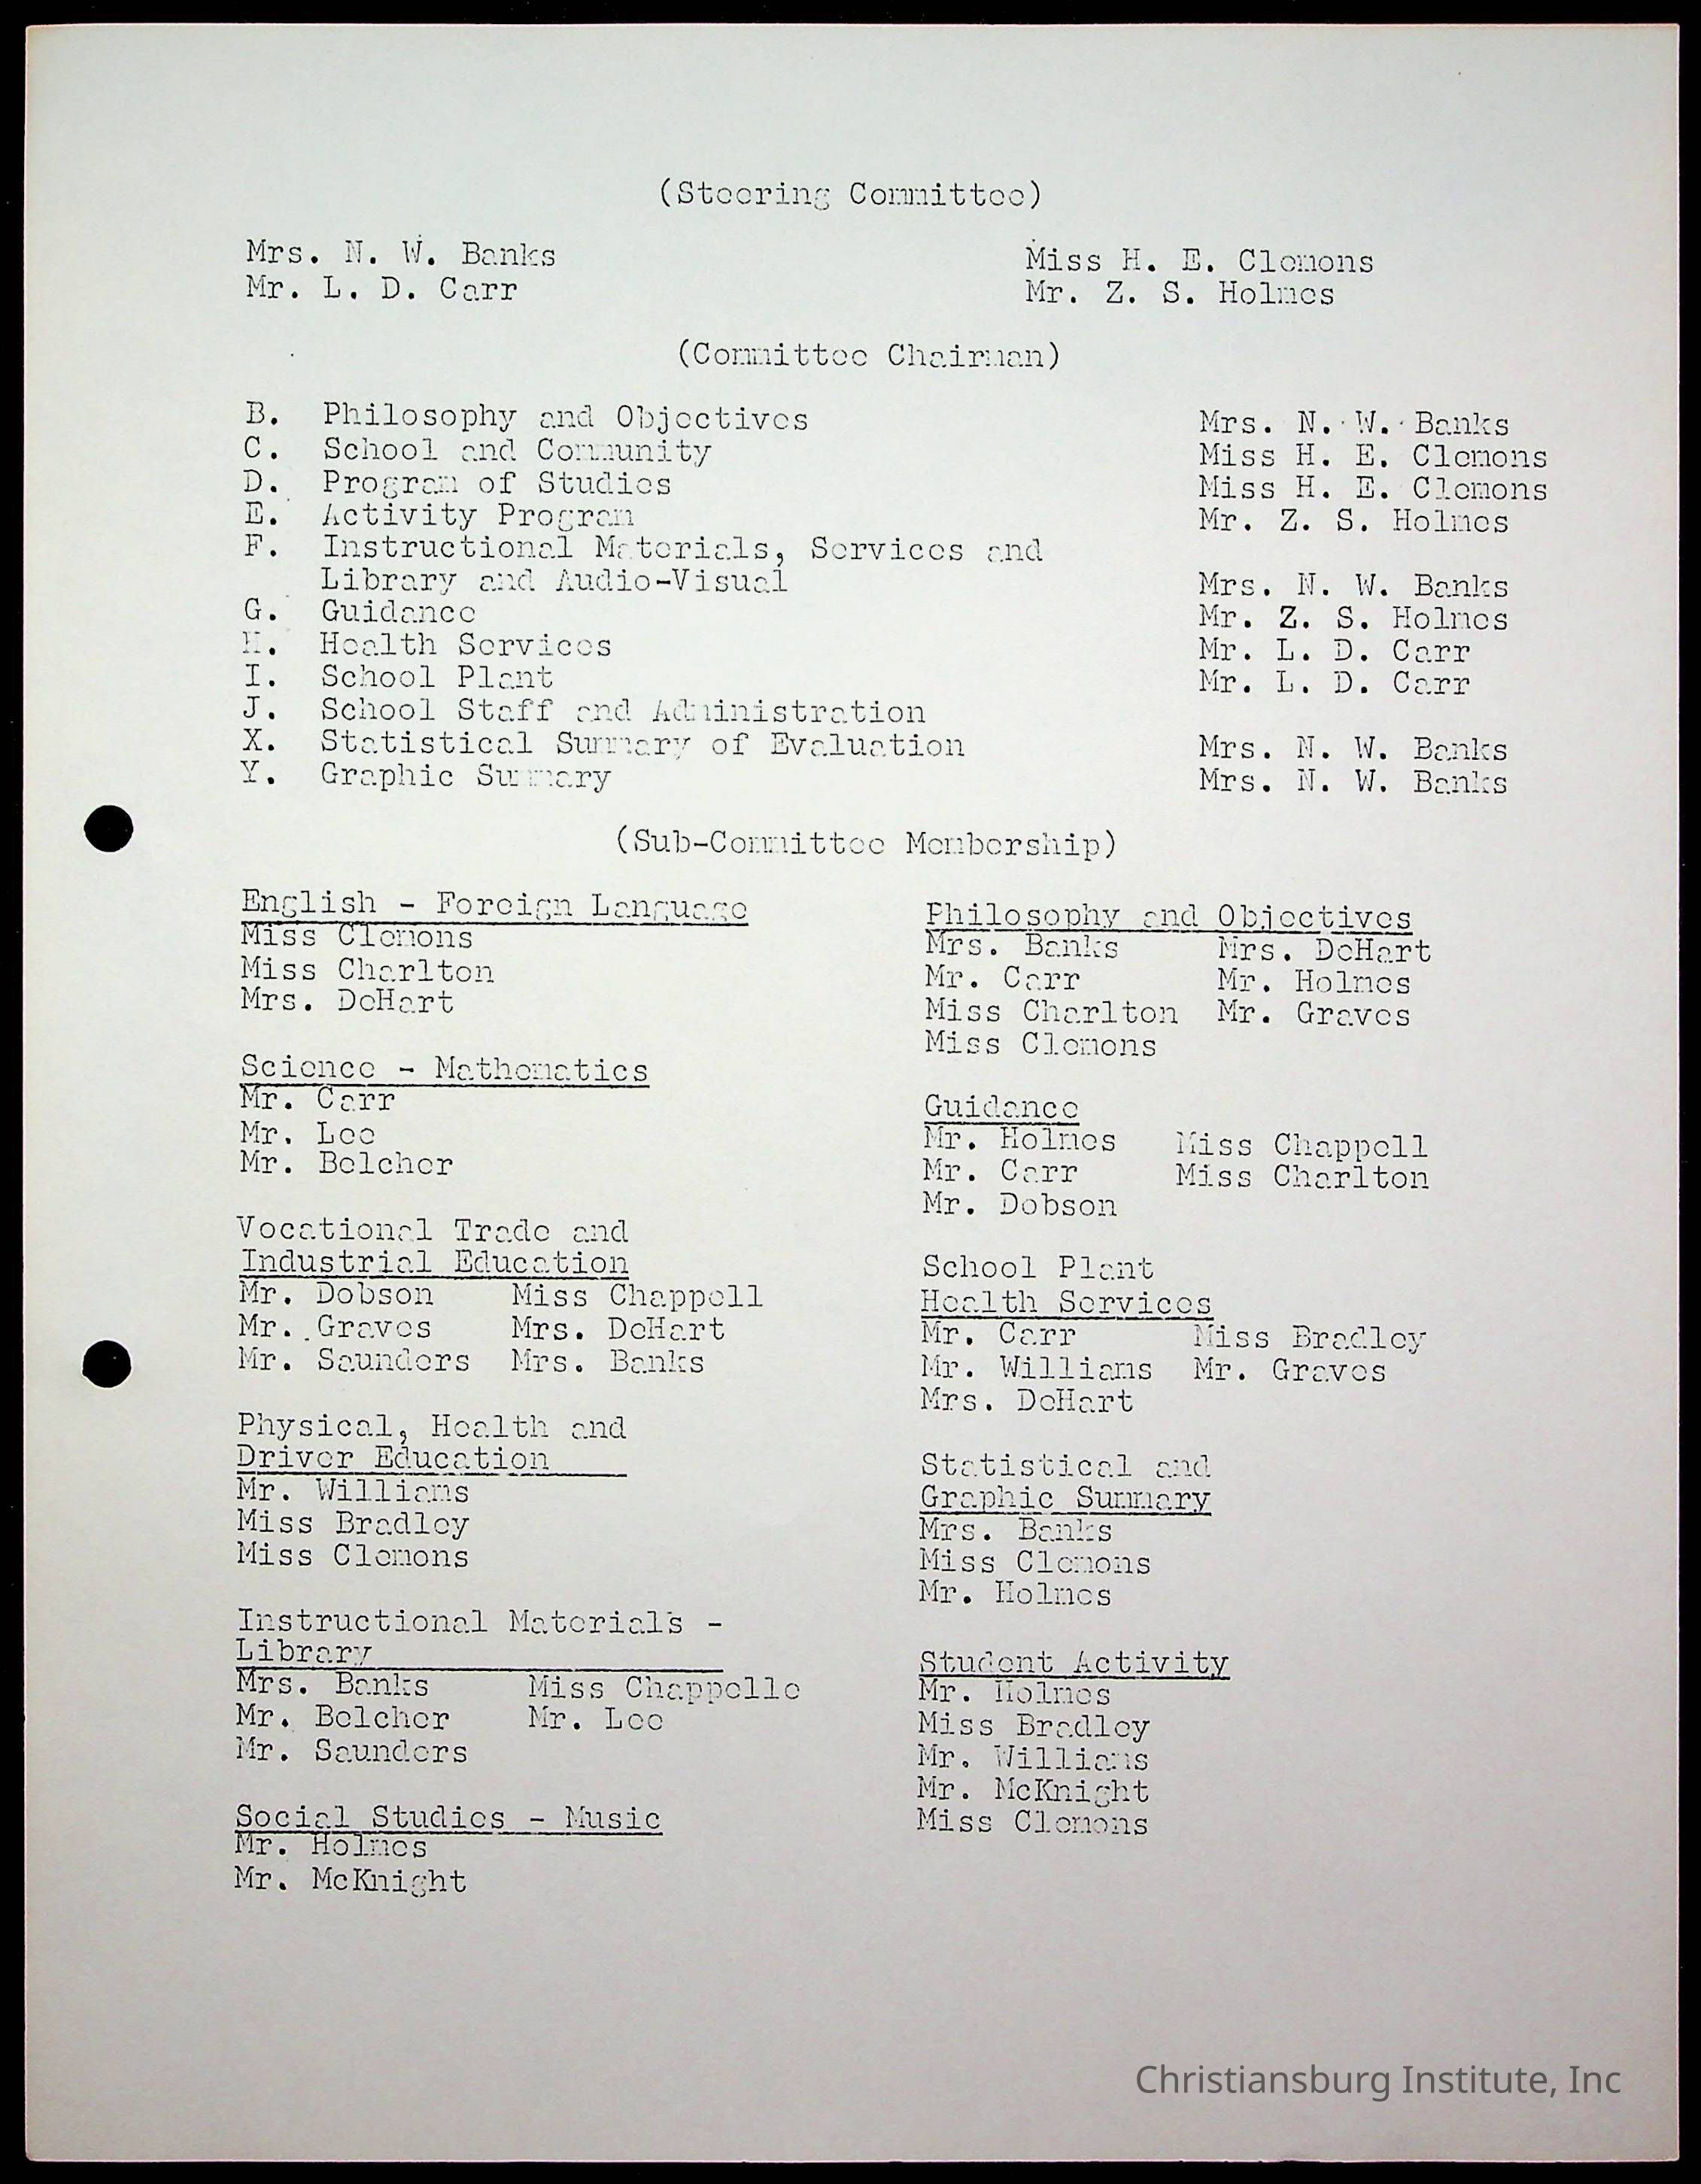 (Steering Committee)
Mrs. N. W. Banks
Mr. L. D. Carr
Miss H. E. Clemons
Mr. Z. S. Holmes
(Committee Chairman)
B. Philosophy and Objectives Mrs. N. W. Banks
C. School and Community Miss H. E. Clemons
D. Program of Studies Miss H. E. Clemons
E. Activity Program Mr. Z. S. Holmes
F. Instructional Materials, Services and
Library and Audio-Visual Mrs. N. W. Banks
G. Guidance Mr. Z. S. Holmes
H. Health Services Mr. L. D. Carr
I. School Plant Mr. L. D. Carr
J. School Staff and Administration
X. Statistical Summary of Evaluation Mrs. N. W. Banks
Y. Graphic Summary Mrs. N. W. Banks
(Sub-Committee Membership)
English - Foreign Language
Miss Clemons
Miss Charlton
Mrs. DeHart
Science - Mathematics
Mr. Carr
Mr. Lee
Mr. Belcher
Vocational Trade and
Industrial Education
Mr. Dobson Miss Chappell
Mr. Graves Mrs. DeHart
Mr. Saunders Mrs. Banks
Physical, Health and
Driver Education
Mr. Williams
Miss Bradley
Miss Clemons
Instructional Materials -
Library
Mrs. Banks Miss Chappelle
Mr. Belcher Mr. Lee
Mr. Saunders
Social Studies - Music
Mr. Holmes
Mr. McKnight
Philosophy and Objectives
Mrs. Banks Mrs. DeHart
Mr. Carr Mr. Holmes
Miss Charlton Mr. Graves
Miss Clemons
Guidance
Mr. Holmes Miss Chappell
Mr. Carr Miss Charlton
Mr. Dobson
School Plant
Health Services
Mr. Carr Miss Bradley
Mr. Williams Mr. Graves
Mrs. DeHart
Statistical and
Graphic Summary
Mrs. Banks
Miss Clemons
Mr. Holmes
Student Activity
Mr. Holmes
Miss Bradley
Mr. Williams
Mr. McKnight
Miss Clemons
Christiansburg Institute, Inc